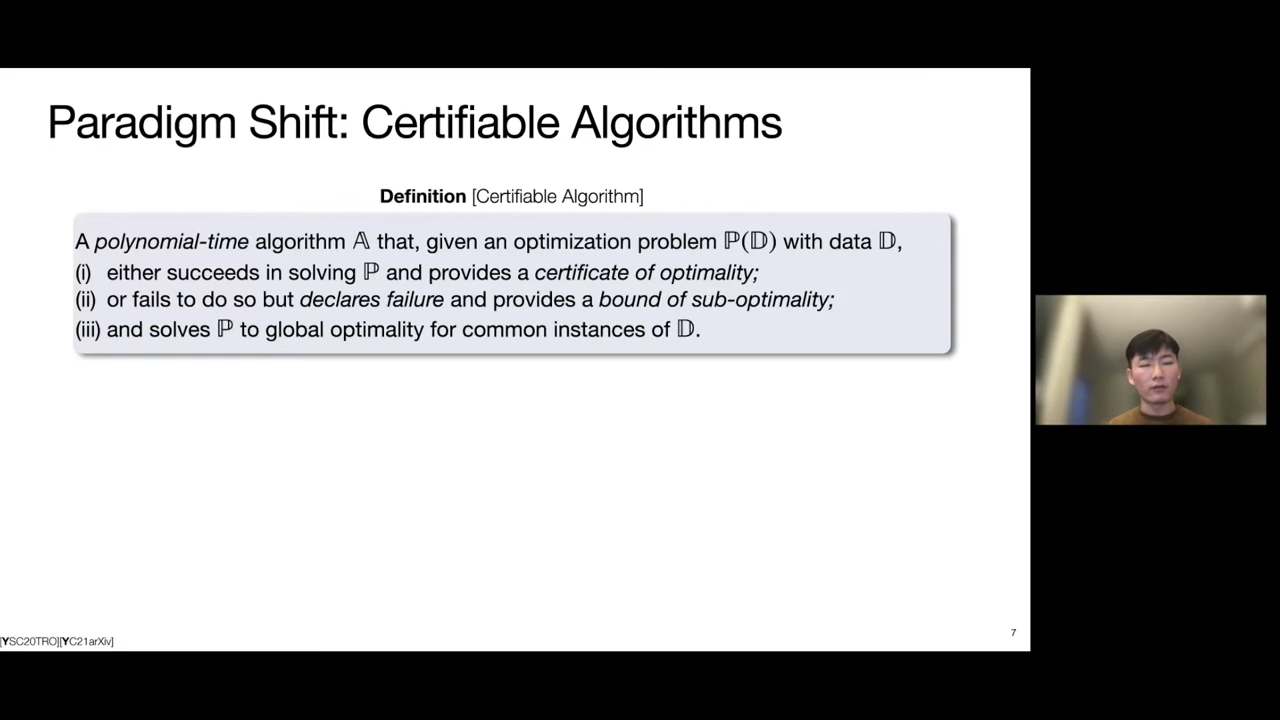 Paradigm Shift: Certifiable Algorithms
Definition [Certifiable Algorithm]
A polynomial-time algorithm 𝔸 that, given an optimization problem ℙ(𝔻) with data 𝔻,
(i) either succeeds in solving ℙ and provides a certificate of optimality;
(ii) or fails to do so but declares failure and provides a bound of sub-optimality;
(iii) and solves ℙ to global optimality for common instances of 𝔻.
[YSC20TRO][YC21arXiv]
7